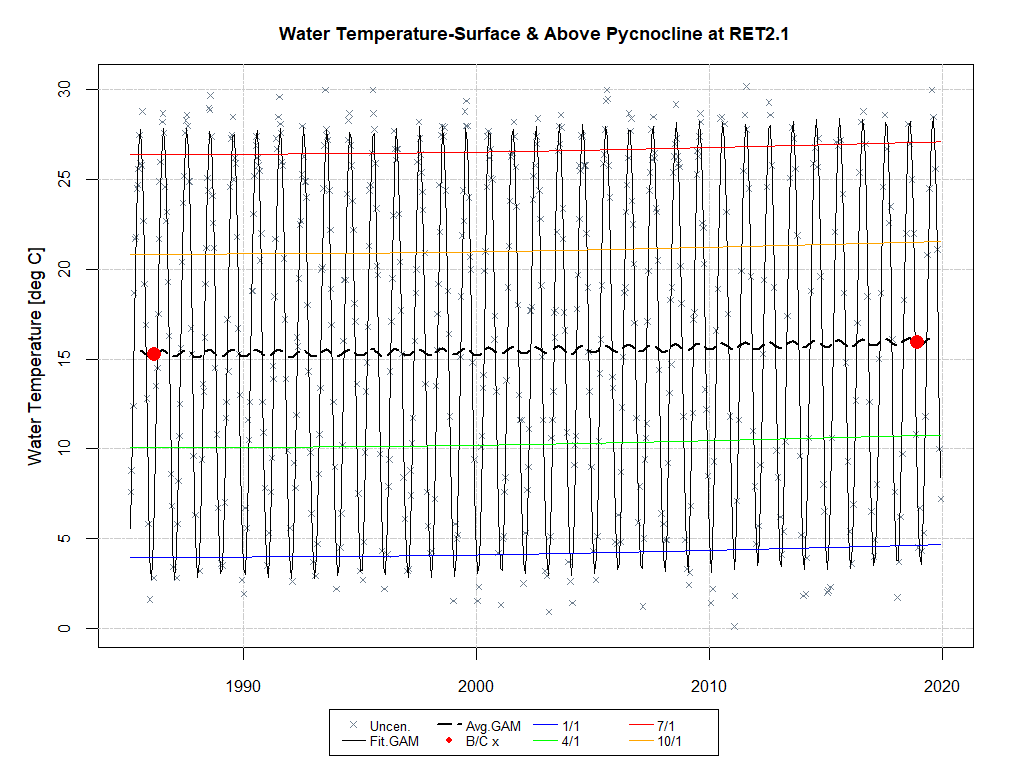 Water Temperature-Surface & Above Pycnocline at RET2.1
Water Temperature [deg C]
30
25
20
15
10
5
0
1990 2000 2010 2020
Uncen. Avg.GAM 1/1 7/1
Fit.GAM B/C x 4/1 10/1